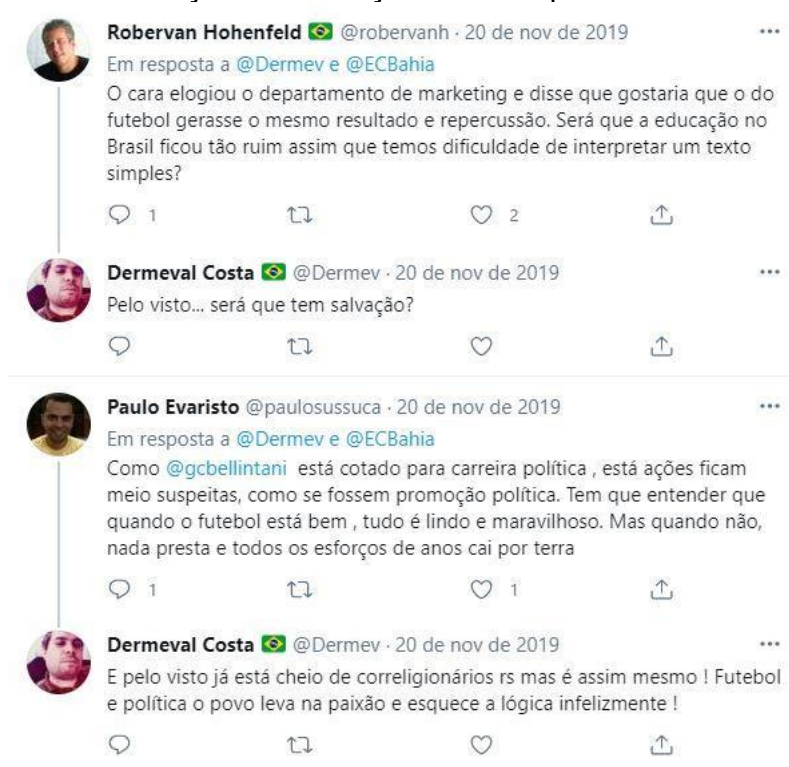 Robervan Hohenfeld 🇧🇷 @robervanh · 20 de nov de 2019
Em resposta a @Dermev e @ECBahia
O cara elogiou o departamento de marketing e disse que gostaria que o do
futebol gerasse o mesmo resultado e repercussão. Será que a educação no
Brasil ficou tão ruim assim que temos dificuldade de interpretar um texto
simples?
1 2
Dermeval Costa 🇧🇷 @Dermev · 20 de nov de 2019
Pelo visto... será que tem salvação?
Paulo Evaristo @paulosussuca · 20 de nov de 2019
Em resposta a @Dermev e @ECBahia
Como @gcbellintani está cotado para carreira política , está ações ficam
meio suspeitas, como se fossem promoção política. Tem que entender que
quando o futebol está bem , tudo é lindo e maravilhoso. Mas quando não,
nada presta e todos os esforços de anos cai por terra
1 1
Dermeval Costa 🇧🇷 @Dermev · 20 de nov de 2019
E pelo visto já está cheio de correligionários rs mas é assim mesmo ! Futebol
e política o povo leva na paixão e esquece a lógica infelizmente !